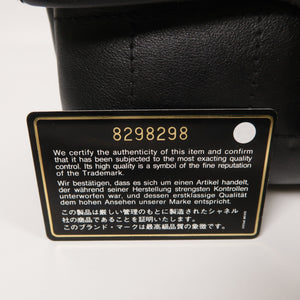 8298298
We certify the authenticity of this item and confirm
that it has been subjected to the most exacting quality
control. Its high quality is a symbol of the fine reputation
of the Trademark.
Wir bestätigen, dass es sich um einen Artikel handelt,
der während seiner Herstellung strengsten Kontrollen
unterworfen war, und dessen erstklassige Qualität
dem hohen Ansehen unserer Marke entspricht.
この製品は厳しい管理のもとに製造されたシャネル
社の商品であることを証明いたします。
このブランド・マークは最高級品質の象徴です。